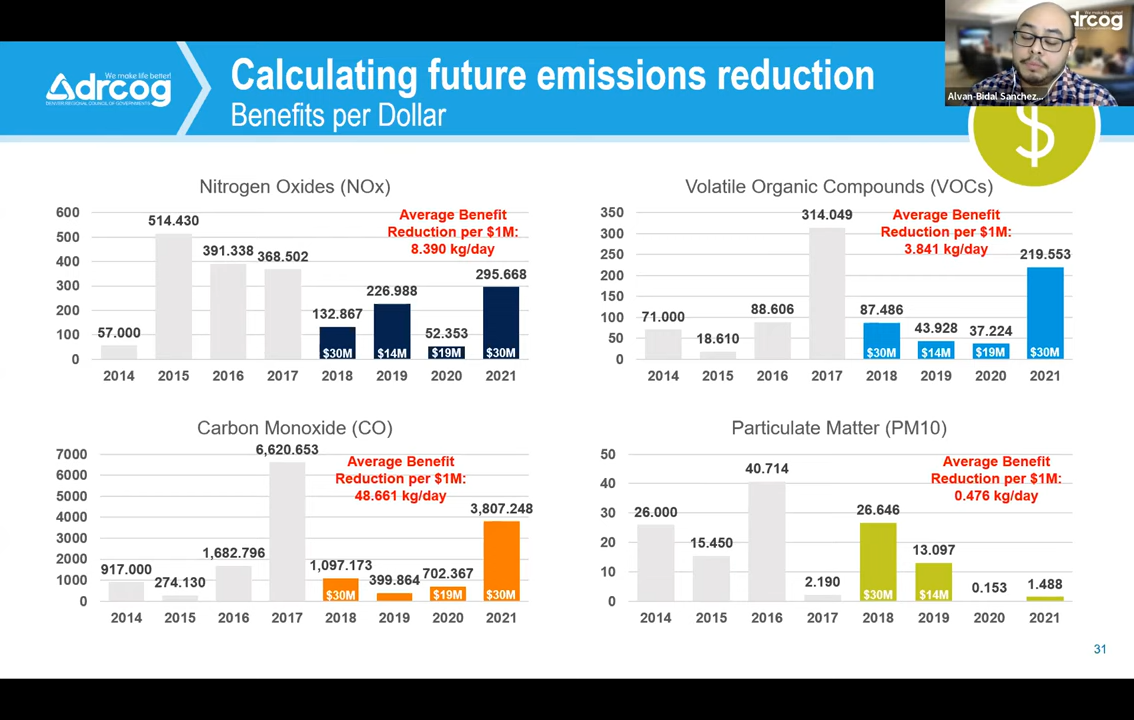 We make life better!
drcog
DENVER REGIONAL COUNCIL OF GOVERNMENTS
Calculating future emissions reduction
Benefits per Dollar
We make life better!
drcog
Alvan-Bidal Sanchez...
$
Nitrogen Oxides (NOx)
Average Benefit
Reduction per $1M:
8.390 kg/day
600
500
400
300
200
100
0
57.000
514.430
391.338
368.502
132.867
226.988
52.353
295.668
$30M
$14M
$19M
$30M
2014
2015
2016
2017
2018
2019
2020
2021
Volatile Organic Compounds (VOCs)
Average Benefit
Reduction per $1M:
3.841 kg/day
350
300
250
200
150
100
50
0
71.000
18.610
88.606
314.049
87.486
43.928
37.224
219.553
$30M
$14M
$19M
$30M
2014
2015
2016
2017
2018
2019
2020
2021
Carbon Monoxide (CO)
Average Benefit
Reduction per $1M:
48.661 kg/day
7000
6000
5000
4000
3000
2000
1000
0
917.000
274.130
1,682.796
6,620.653
1,097.173
399.864
702.367
3,807.248
$30M
$19M
$30M
2014
2015
2016
2017
2018
2019
2020
2021
Particulate Matter (PM10)
Average Benefit
Reduction per $1M:
0.476 kg/day
50
40
30
20
10
0
26.000
15.450
40.714
2.190
26.646
13.097
0.153
1.488
$30M
$14M
2014
2015
2016
2017
2018
2019
2020
2021
31